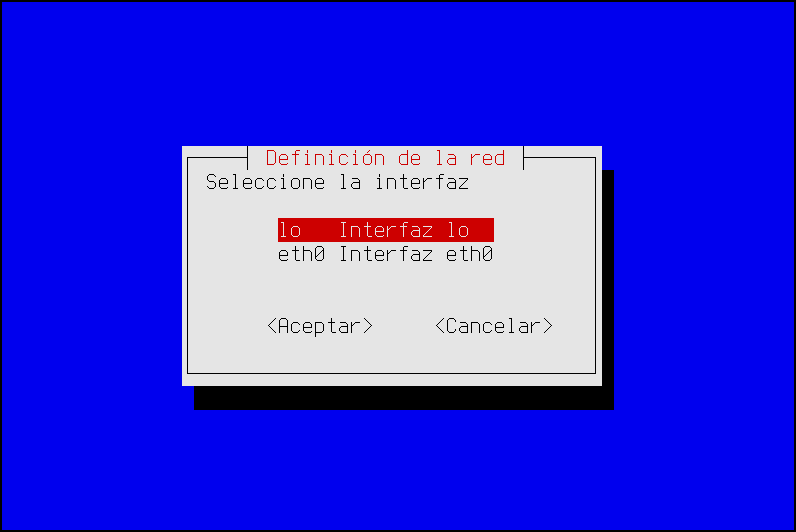 Definición de la red
Seleccione la interfaz
lo Interfaz lo
eth0 Interfaz eth0
<Aceptar> <Cancelar>